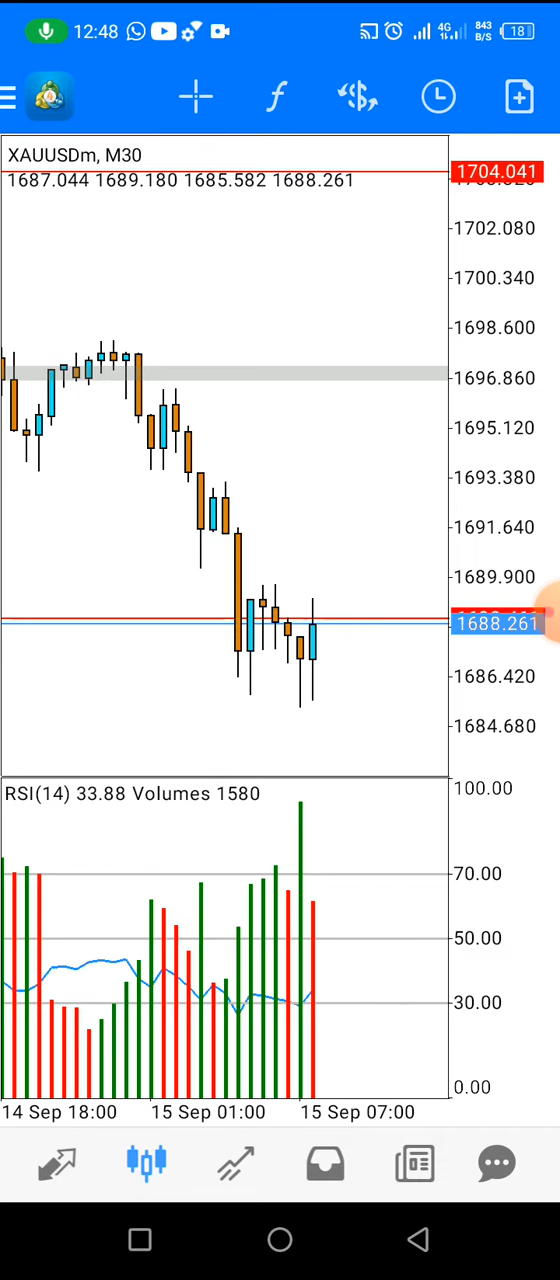 12:48 4G 843 B/S 18
f $
XAUUSDm, M30
1687.044 1689.180 1685.582 1688.261
1704.041
1702.080
1700.340
1698.600
1696.860
1695.120
1693.380
1691.640
1689.900
1688.261
1686.420
1684.680
RSI(14) 33.88 Volumes 1580
100.00
70.00
50.00
30.00
0.00
14 Sep 18:00 15 Sep 01:00 15 Sep 07:00